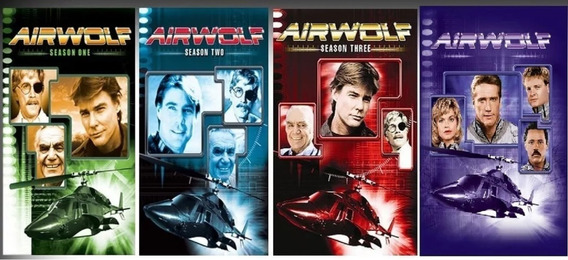 AIRWOLF
SEASON ONE
AIRWOLF
SEASON TWO
AIRWOLF
SEASON THREE
AIRWOLF